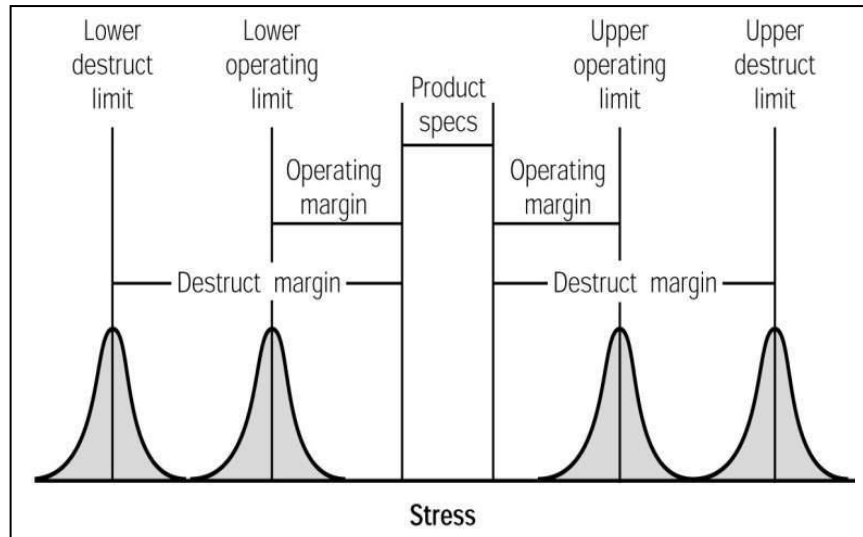 Lower
destruct
limit
Lower
operating
limit
Product
specs
Upper
operating
limit
Upper
destruct
limit
Operating
margin
Operating
margin
Destruct margin
Destruct margin
Stress